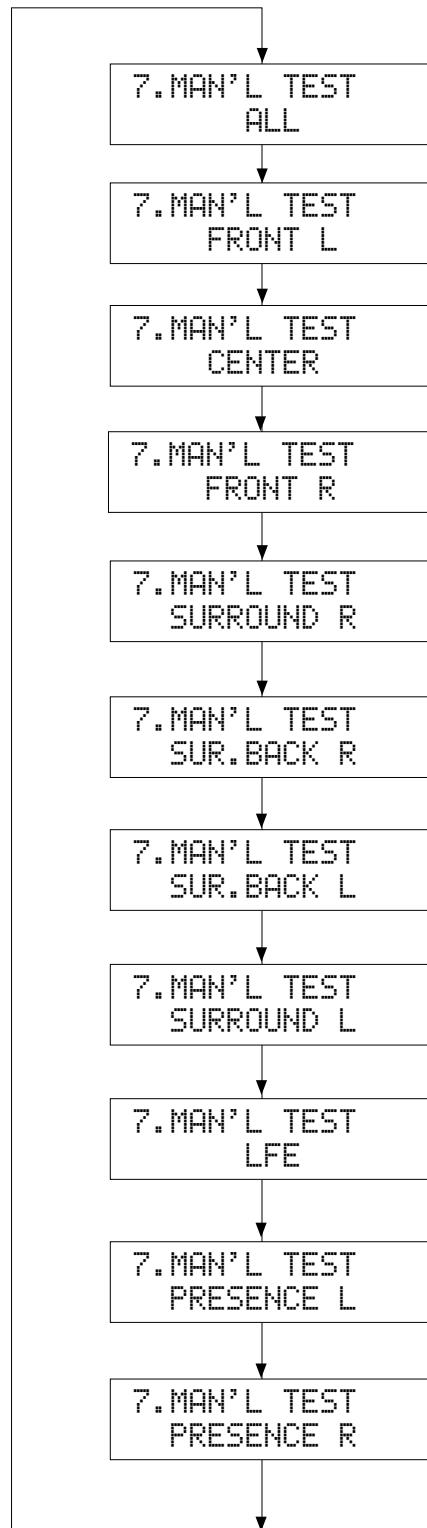 7.MAN'L TEST
ALL
7.MAN'L TEST
FRONT L
7.MAN'L TEST
CENTER
7.MAN'L TEST
FRONT R
7.MAN'L TEST
SURROUND R
7.MAN'L TEST
SUR.BACK R
7.MAN'L TEST
SUR.BACK L
7.MAN'L TEST
SURROUND L
7.MAN'L TEST
LFE
7.MAN'L TEST
PRESENCE L
7.MAN'L TEST
PRESENCE R